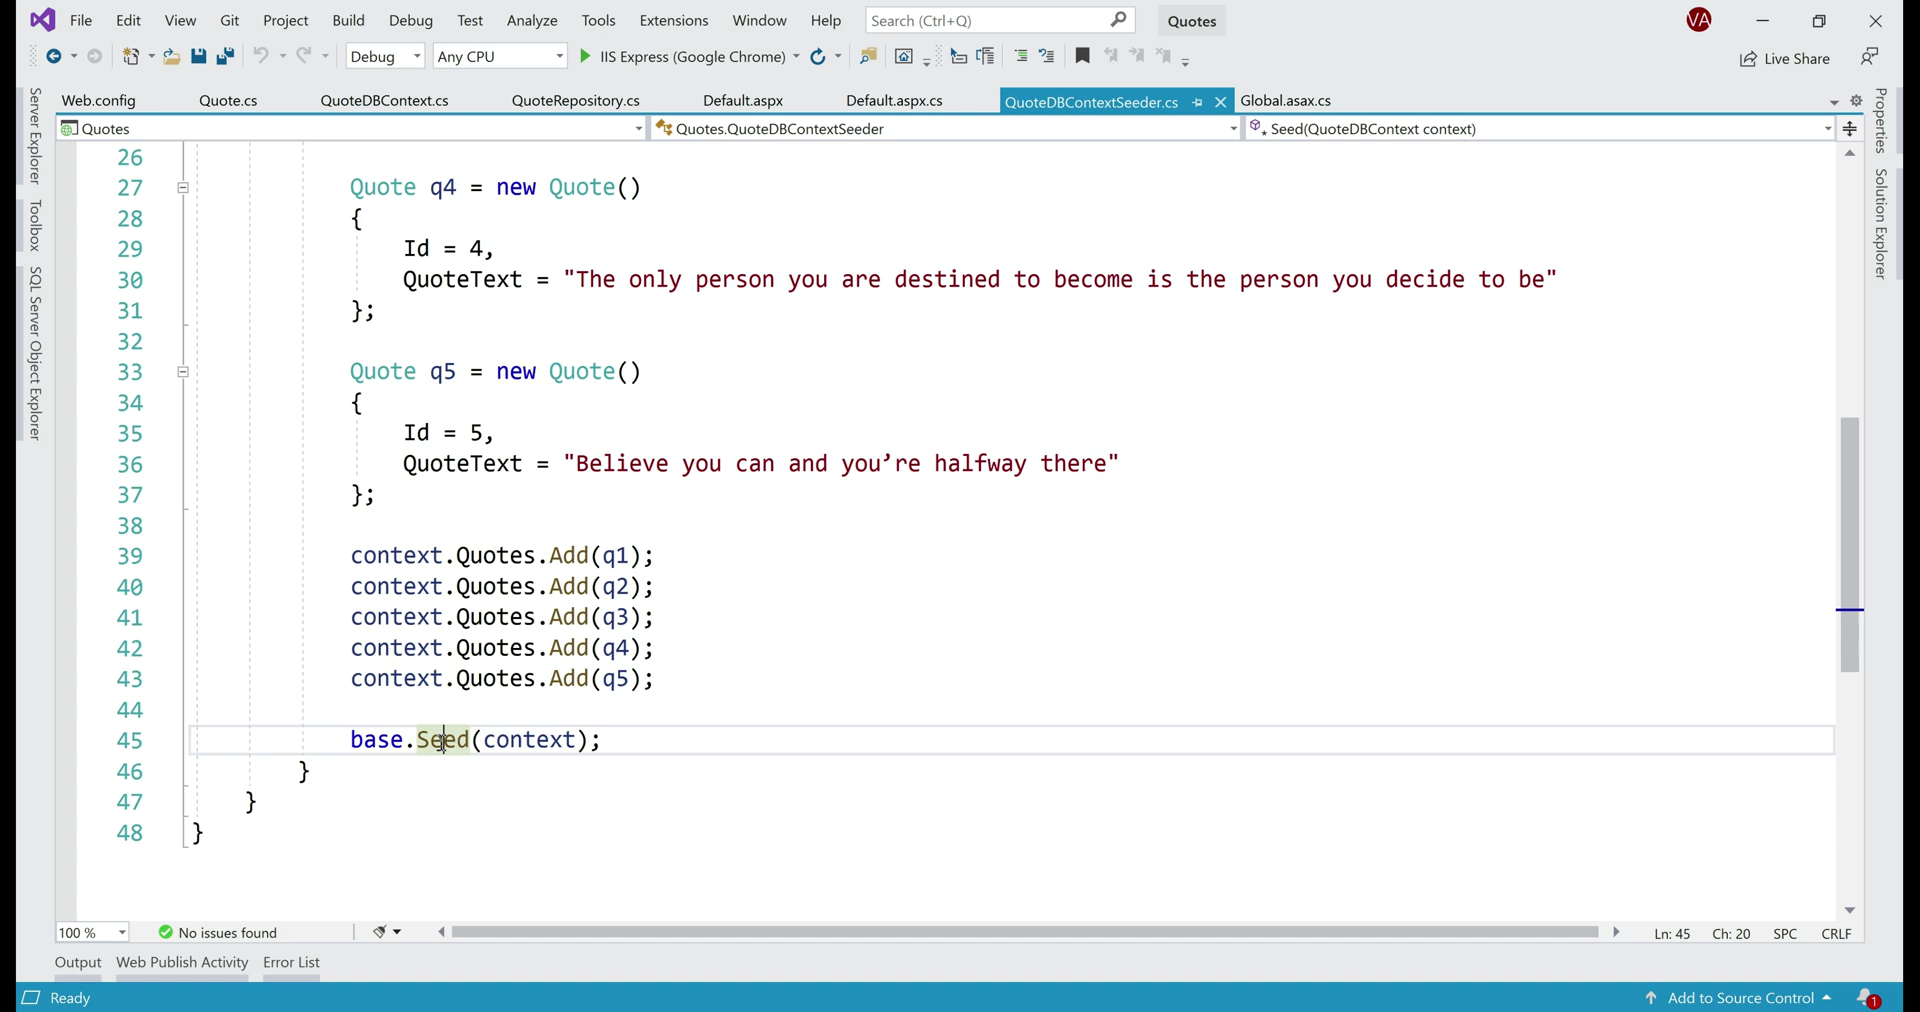 File Edit View Git Project Build Debug Test Analyze Tools Extensions Window Help Search (Ctrl+Q) Quotes VA
Debug Any CPU IIS Express (Google Chrome) Live Share
Web.config Quote.cs QuoteDBContext.cs QuoteRepository.cs Default.aspx Default.aspx.cs QuoteDBContextSeeder.cs Global.asax.cs
Quotes Quotes.QuoteDBContextSeeder Seed(QuoteDBContext context)
Server Explorer
Toolbox
SQL Server Object Explorer
26
27 Quote q4 = new Quote()
28 {
29 Id = 4,
30 QuoteText = "The only person you are destined to become is the person you decide to be"
31 };
32
33 Quote q5 = new Quote()
34 {
35 Id = 5,
36 QuoteText = "Believe you can and you’re halfway there"
37 };
38
39 context.Quotes.Add(q1);
40 context.Quotes.Add(q2);
41 context.Quotes.Add(q3);
42 context.Quotes.Add(q4);
43 context.Quotes.Add(q5);
44
45 base.Seed(context);
46 }
47 }
48 }
Properties
Solution Explorer
100 % No issues found Ln: 45 Ch: 20 SPC CRLF
Output Web Publish Activity Error List
Ready Add to Source Control 1